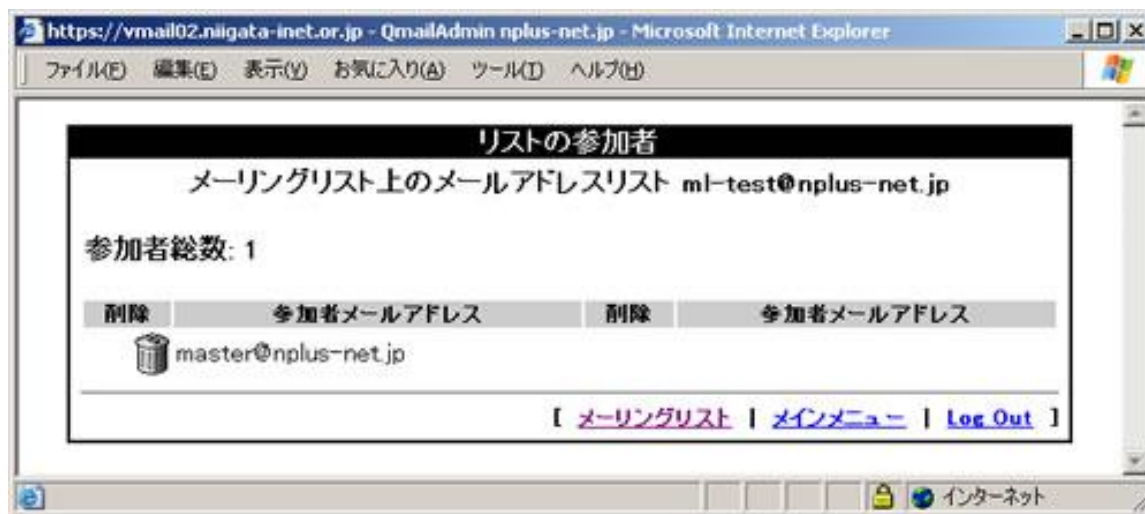 https://vmail02.niigata-inet.or.jp - QmailAdmin nplus-net.jp - Microsoft Internet Explorer
ファイル(F) 編集(E) 表示(V) お気に入り(A) ツール(T) ヘルプ(H)
リストの参加者
メーリングリスト上のメールアドレスリスト ml-test@nplus-net.jp
参加者総数: 1
削除 参加者メールアドレス 削除 参加者メールアドレス
master@nplus-net.jp
[ メーリングリスト | メインメニュー | Log Out ]
インターネット